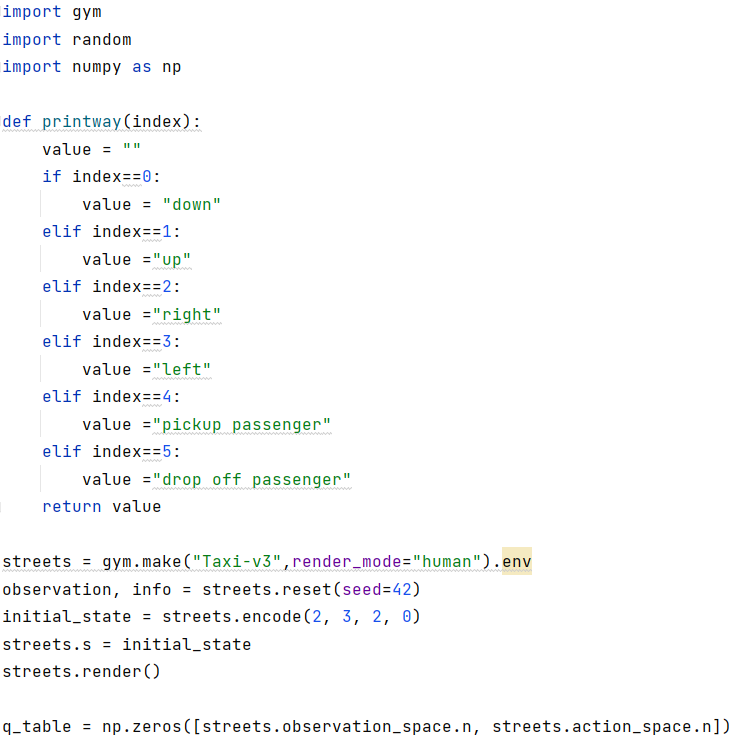 import gym
import random
import numpy as np

def printway(index):
    value = ""
    if index==0:
        value = "down"
    elif index==1:
        value ="up"
    elif index==2:
        value ="right"
    elif index==3:
        value ="left"
    elif index==4:
        value ="pickup passenger"
    elif index==5:
        value ="drop off passenger"
    return value

streets = gym.make("Taxi-v3",render_mode="human").env
observation, info = streets.reset(seed=42)
initial_state = streets.encode(2, 3, 2, 0)
streets.s = initial_state
streets.render()

q_table = np.zeros([streets.observation_space.n, streets.action_space.n])